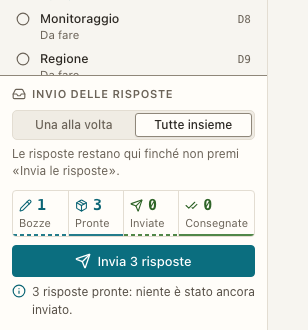 Monitoraggio D8
Da fare
Regione D9
Da fare
INVIO DELLE RISPOSTE
Una alla volta Tutte insieme
Le risposte restano qui finché non premi
«Invia le risposte».
1 3 0 0
Bozze Pronte Inviate Consegnate
Invia 3 risposte
3 risposte pronte: niente è stato ancora
inviato.